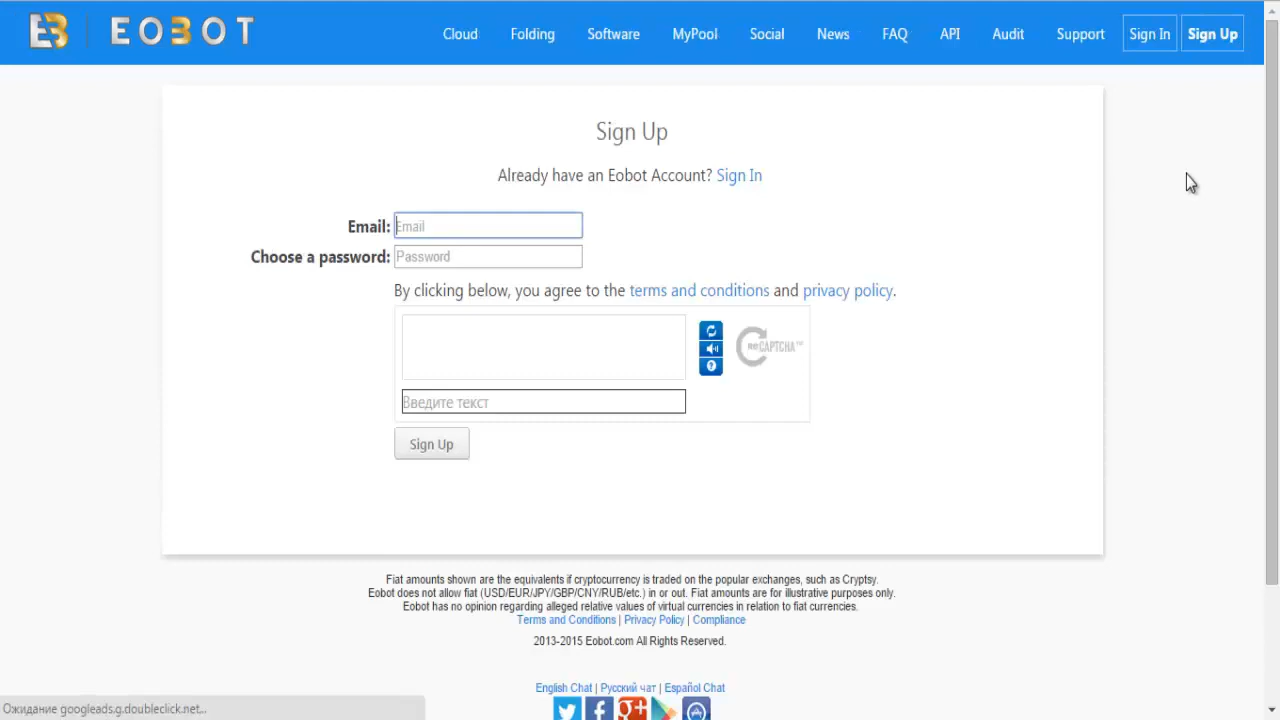 EB | EOBOT Cloud Folding Software MyPool Social News FAQ API Audit Support Sign In Sign Up
Sign Up
Already have an Eobot Account? Sign In
Email: Email
Choose a password: Password
By clicking below, you agree to the terms and conditions and privacy policy.
reCAPTCHA™
Введите текст
Sign Up
Fiat amounts shown are the equivalents if cryptocurrency is traded on the popular exchanges, such as Cryptsy.
Eobot does not allow fiat (USD/EUR/JPY/GBP/CNY/RUB/etc.) in or out. Fiat amounts are for illustrative purposes only.
Eobot has no opinion regarding alleged relative values of virtual currencies in relation to fiat currencies.
Terms and Conditions | Privacy Policy | Compliance
2013-2015 Eobot.com All Rights Reserved.
English Chat | Русский чат | Español Chat
Ожидание googleads.g.doubleclick.net...